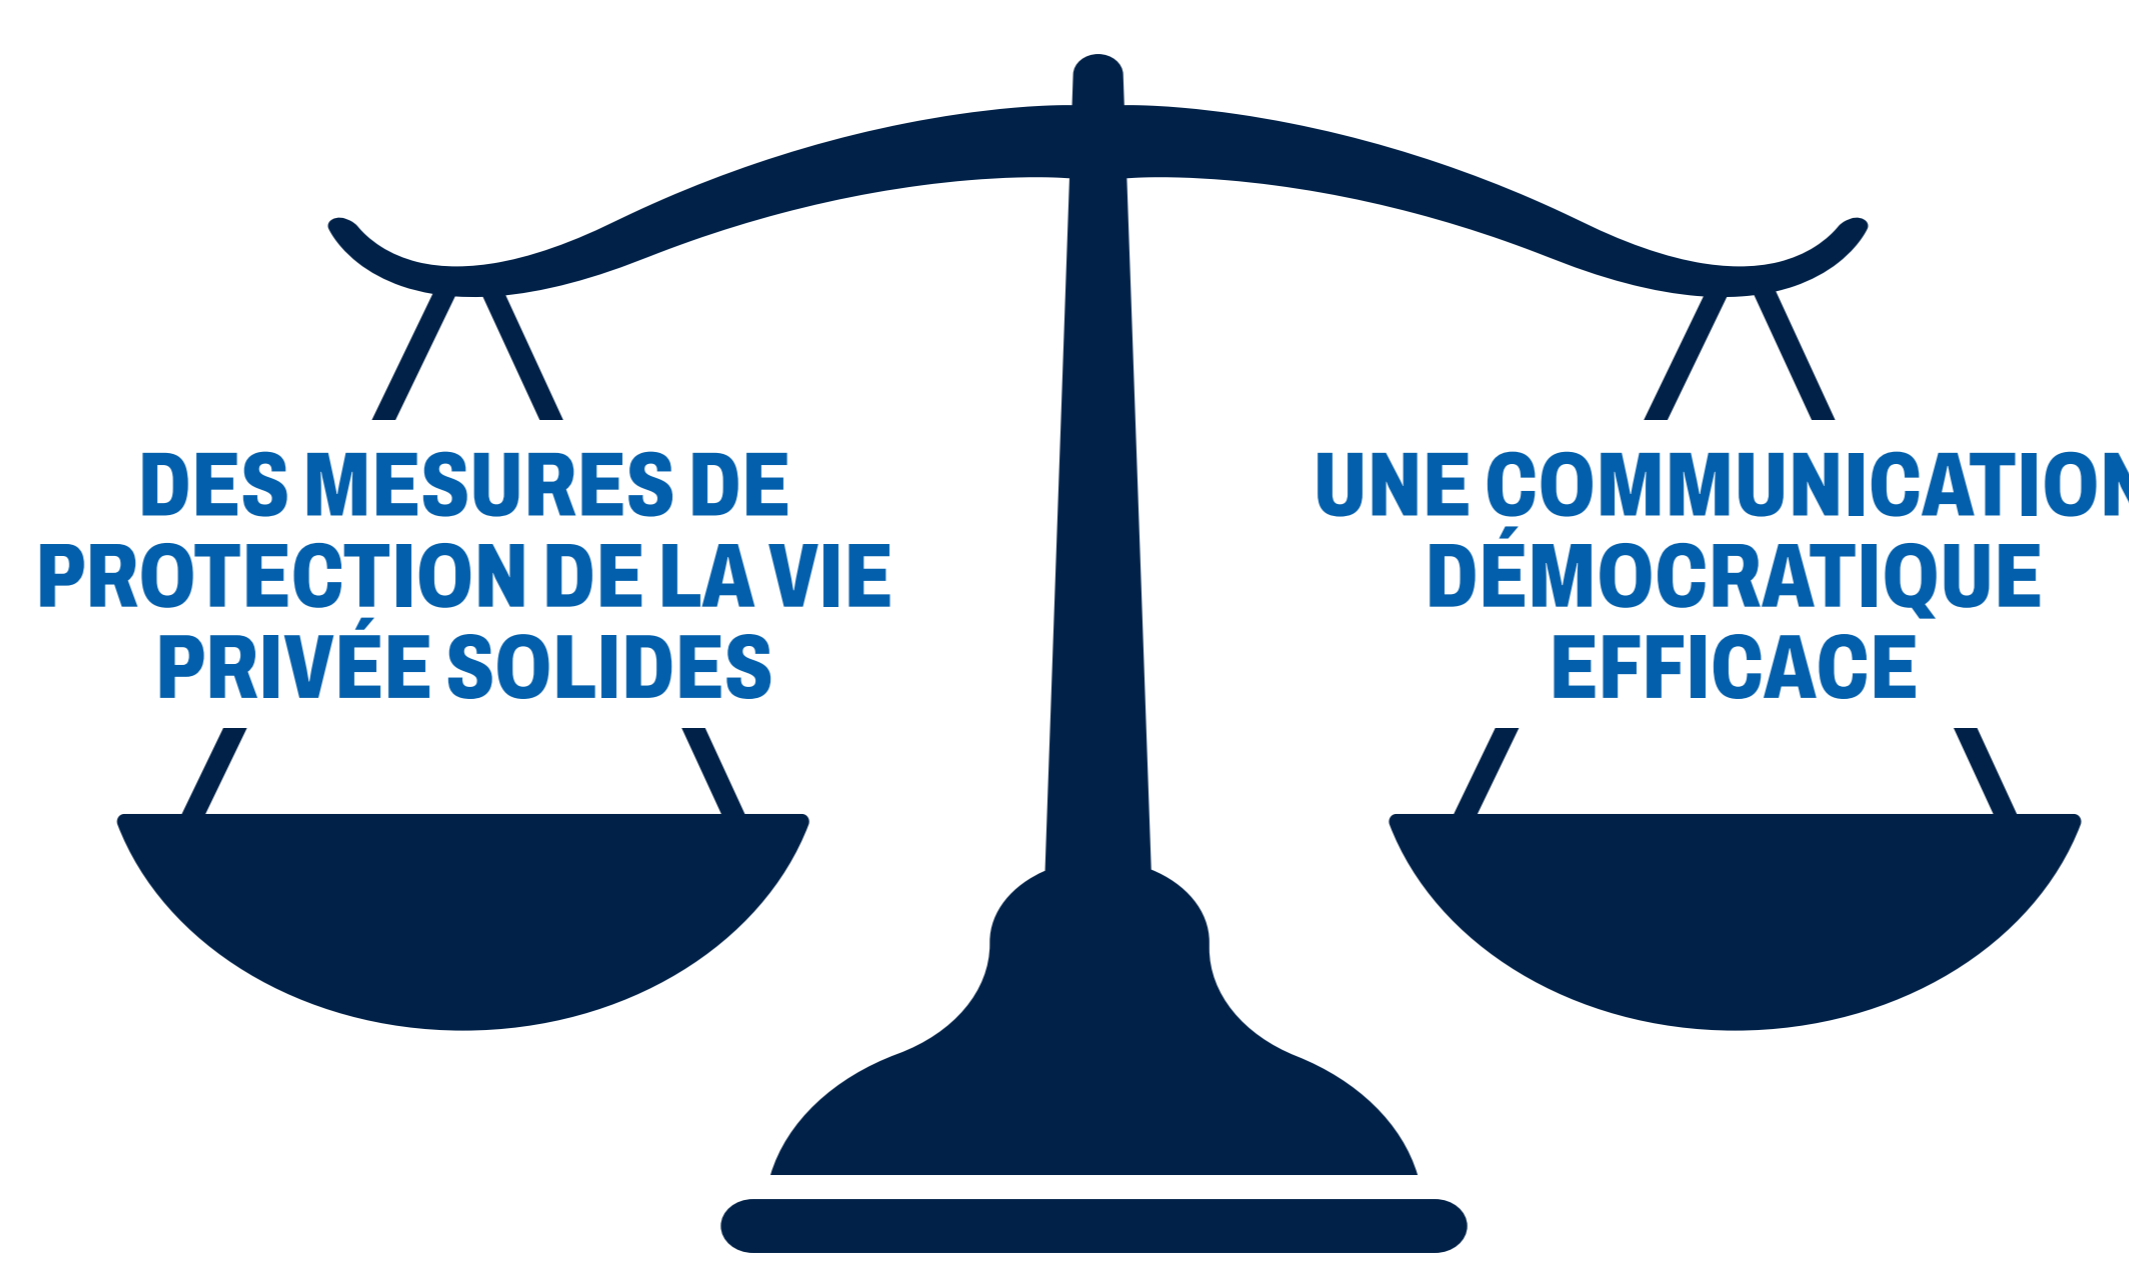 DES MESURES DE
PROTECTION DE LA VIE
PRIVÉE SOLIDES
UNE COMMUNICATION
DÉMOCRATIQUE
EFFICACE